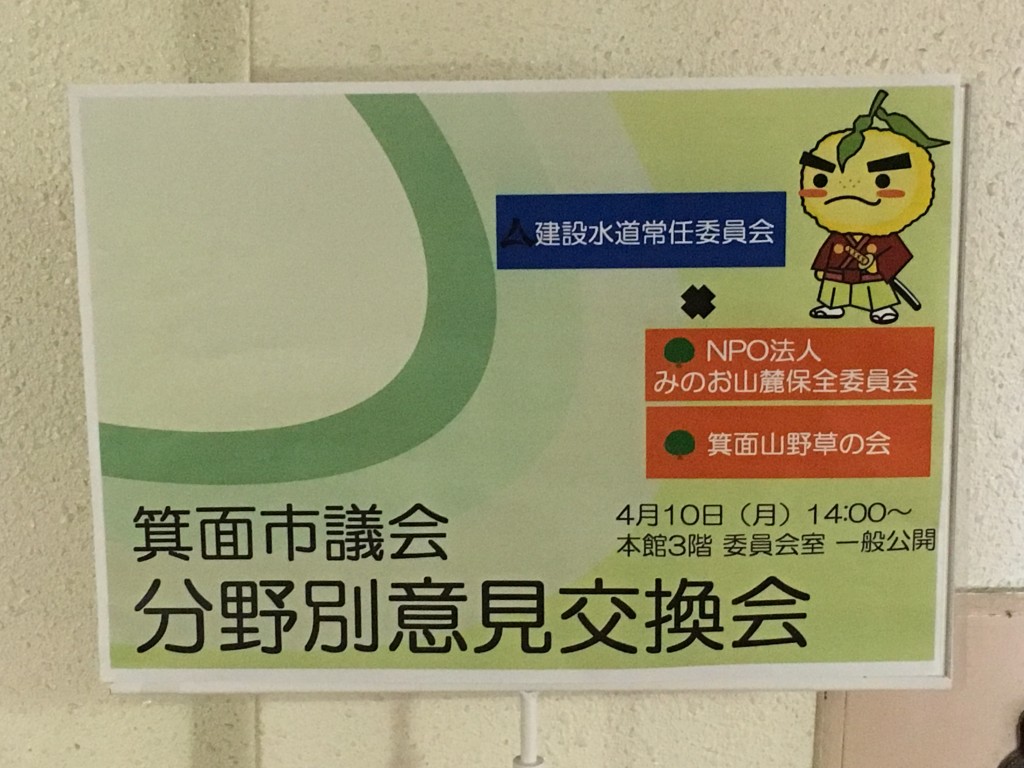 建設水道常任委員会
✖
NPO法人
みのお山麓保全委員会
箕面山野草の会
箕面市議会
4月10日（月）14:00～
本館3階 委員会室 一般公開
分野別意見交換会